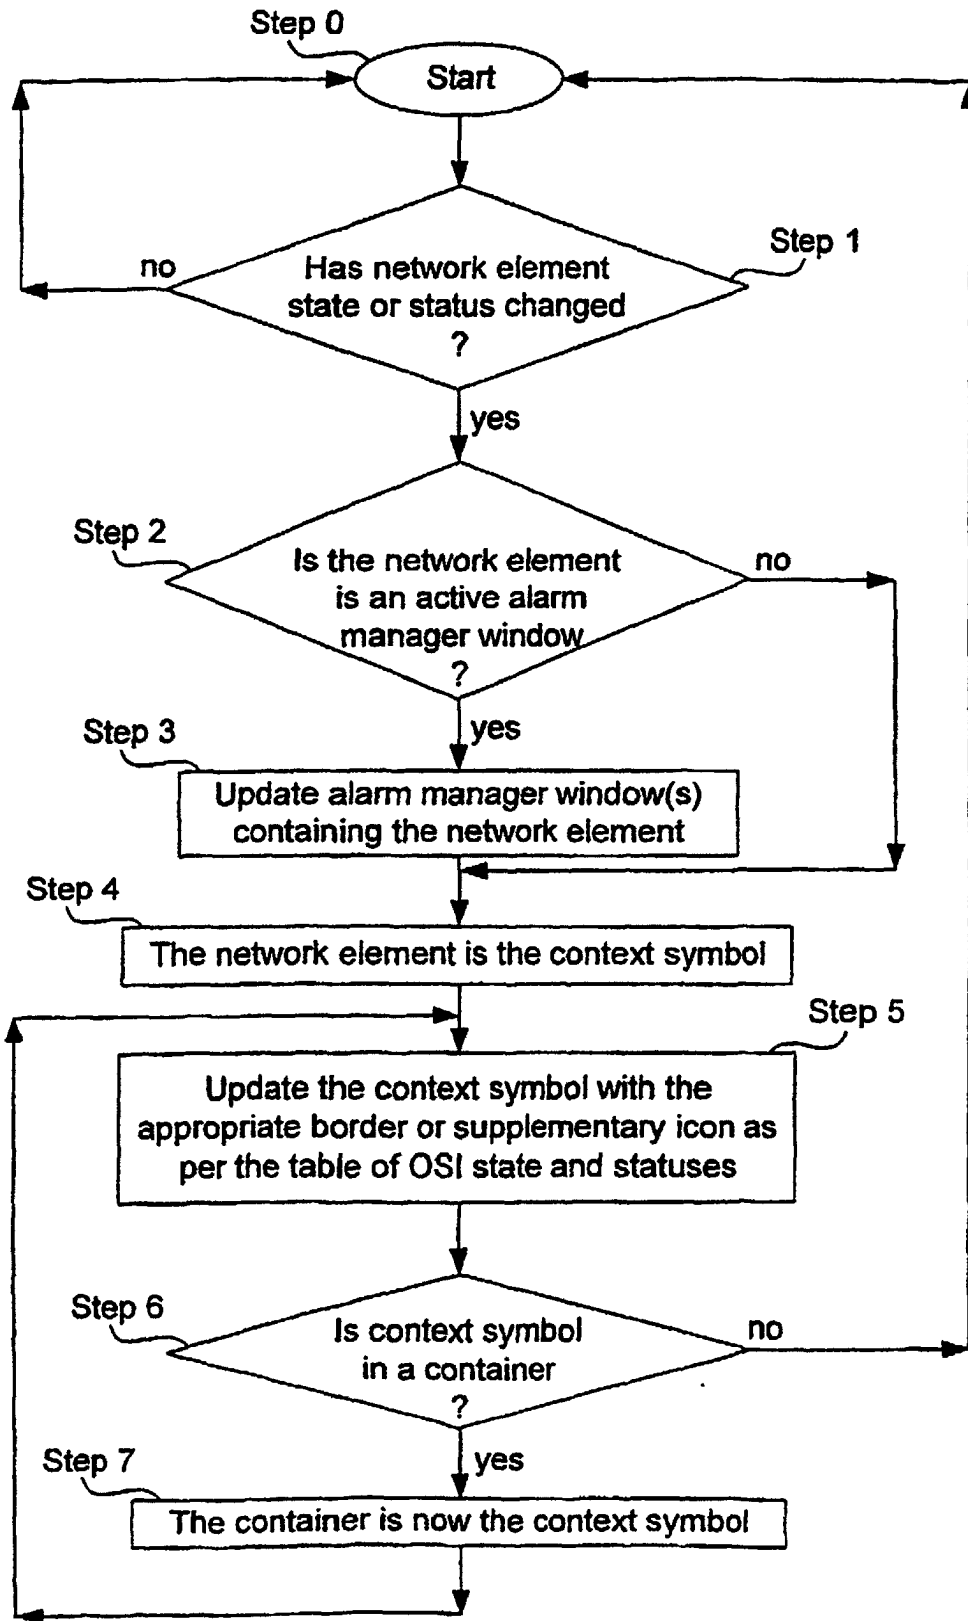 Step 0
Start
Step 1
no
Has network element
state or status changed
?
yes
Step 2
Is the network element
is an active alarm
manager window
?
no
yes
Step 3
Update alarm manager window(s)
containing the network element
Step 4
The network element is the context symbol
Step 5
Update the context symbol with the
appropriate border or supplementary icon as
per the table of OSI state and statuses
Step 6
Is context symbol
in a container
?
no
yes
Step 7
The container is now the context symbol